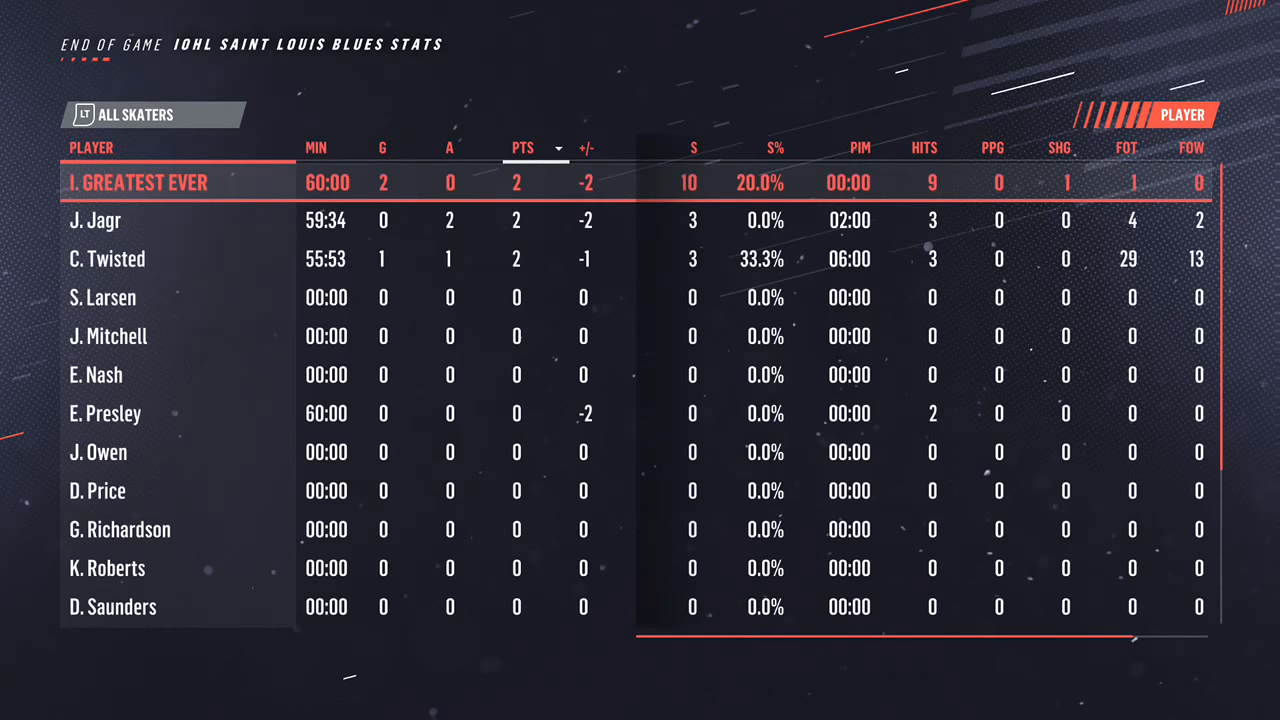 END OF GAME IOHL SAINT LOUIS BLUES STATS
LT ALL SKATERS
PLAYER
PLAYER MIN G A PTS +/- S S% PIM HITS PPG SHG FOT FOW
I. GREATEST EVER 60:00 2 0 2 -2 10 20.0% 00:00 9 0 1 1 0
J. Jagr 59:34 0 2 2 -2 3 0.0% 02:00 3 0 0 4 2
C. Twisted 55:53 1 1 2 -1 3 33.3% 06:00 3 0 0 29 13
S. Larsen 00:00 0 0 0 0 0 0.0% 00:00 0 0 0 0 0
J. Mitchell 00:00 0 0 0 0 0 0.0% 00:00 0 0 0 0 0
E. Nash 00:00 0 0 0 0 0 0.0% 00:00 0 0 0 0 0
E. Presley 60:00 0 0 0 -2 0 0.0% 00:00 2 0 0 0 0
J. Owen 00:00 0 0 0 0 0 0.0% 00:00 0 0 0 0 0
D. Price 00:00 0 0 0 0 0 0.0% 00:00 0 0 0 0 0
G. Richardson 00:00 0 0 0 0 0 0.0% 00:00 0 0 0 0 0
K. Roberts 00:00 0 0 0 0 0 0.0% 00:00 0 0 0 0 0
D. Saunders 00:00 0 0 0 0 0 0.0% 00:00 0 0 0 0 0